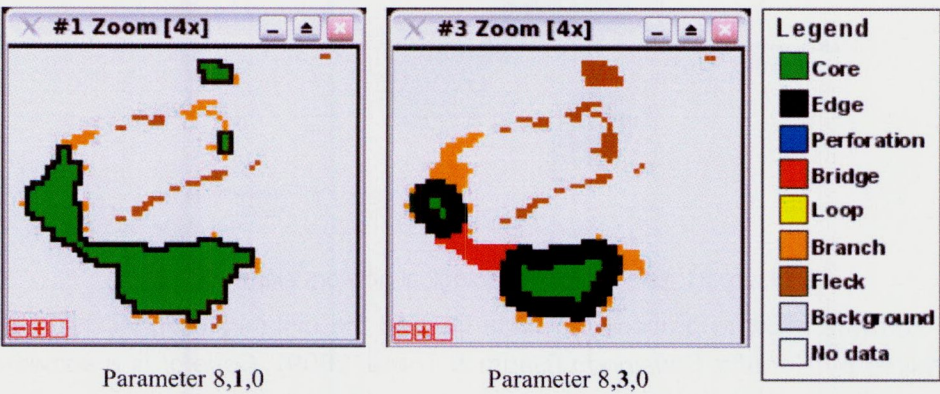 #1 Zoom [4x]
#3 Zoom [4x]
Legend
Core
Edge
Perforation
Bridge
Loop
Branch
Fleck
Background
No data
Parameter 8,1,0
Parameter 8,3,0